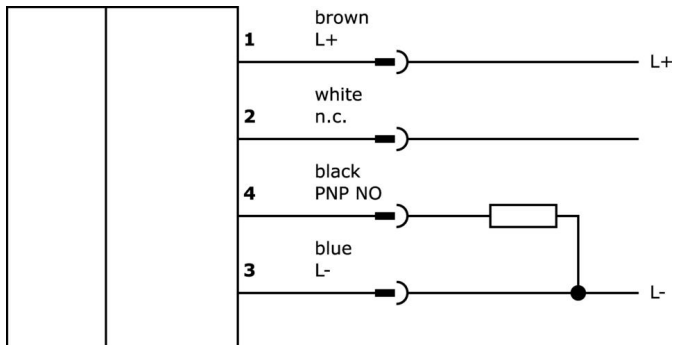 brown
1 L+
L+
white
2 n.c.
black
4 PNP NO
blue
3 L-
L-